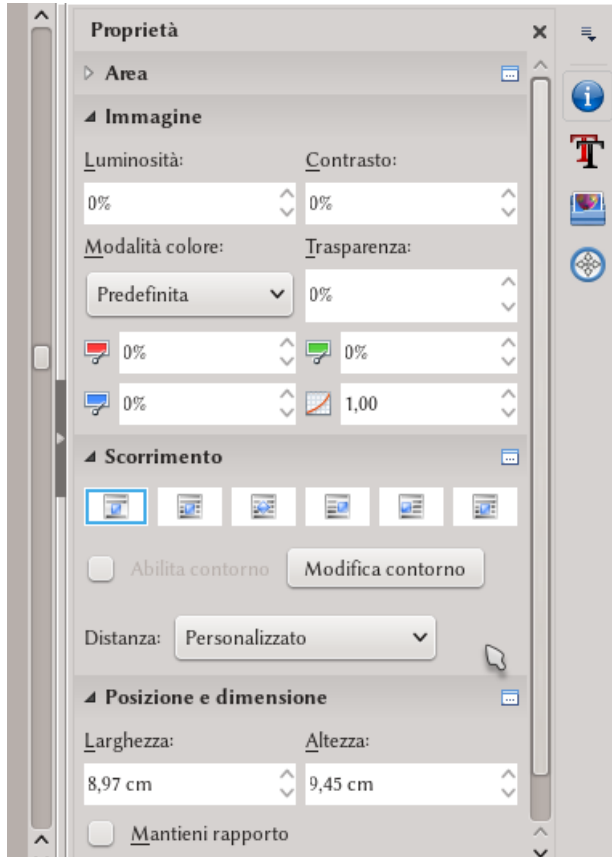 Proprietà
Area
Immagine
Luminosità: Contrasto:
0% 0%
Modalità colore: Trasparenza:
Predefinita 0%
0% 0%
0% 1,00
Scorrimento
Abilita contorno Modifica contorno
Distanza: Personalizzato
Posizione e dimensione
Larghezza: Altezza:
8,97 cm 9,45 cm
Mantieni rapporto